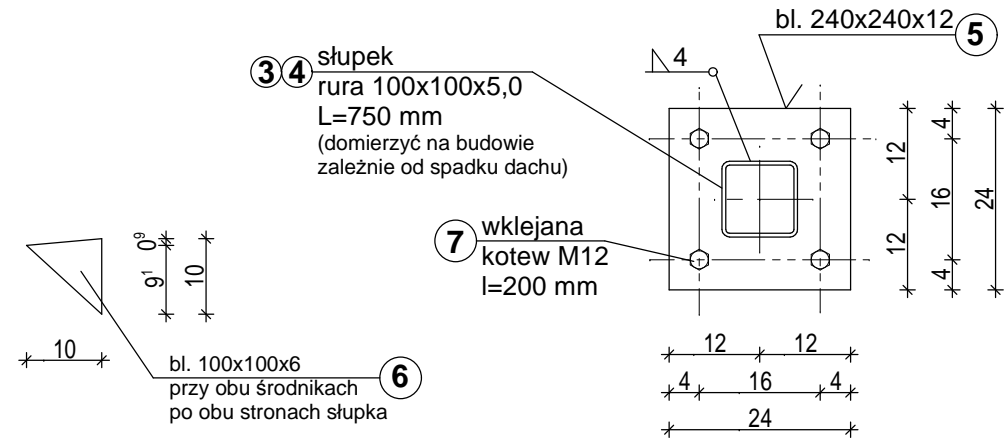 bl. 240x240x12 5
3 4 słupek
rura 100x100x5,0
L=750 mm
(domierzyć na budowie
zależnie od spadku dachu)
4
7 wklejana
kotew M12
l=200 mm
12
12
4
16
4
24
12 12
4 16 4
24
0⁹
9¹
10
10
bl. 100x100x6
przy obu środnikach
po obu stronach słupka
6